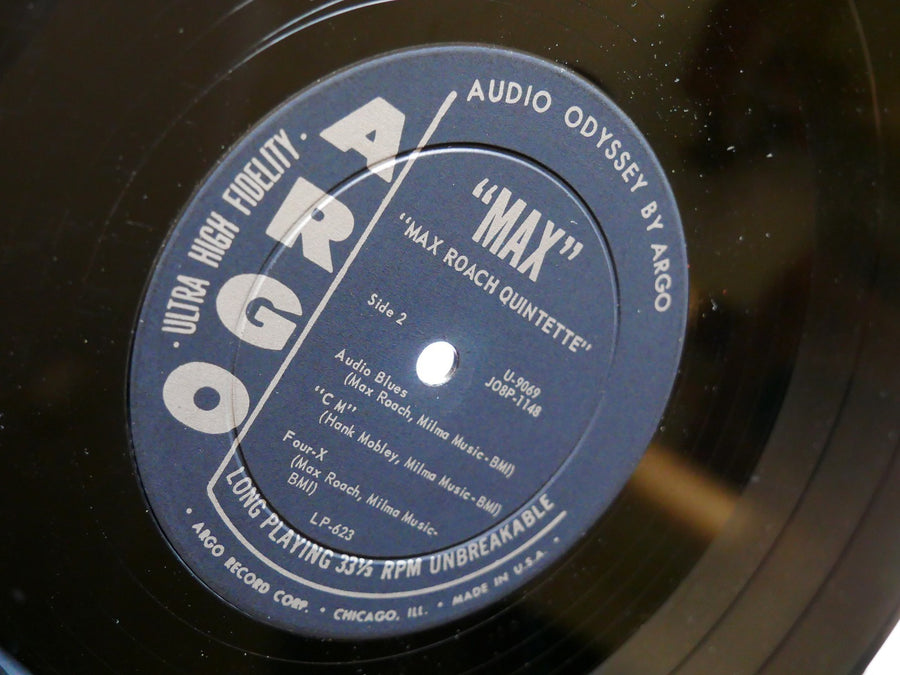 AUDIO ODYSSEY BY ARGO
· ULTRA HIGH FIDELITY ·
ARGO
"MAX"
"MAX ROACH QUINTETTE"
Side 2
U-9069
JO8P-1148
Audio Blues
(Max Roach, Milma Music-BMI)
"C M"
(Hank Mobley, Milma Music-BMI)
Four-X
(Max Roach, Milma Music-
BMI)
LP-623
LONG PLAYING 33⅓ RPM UNBREAKABLE
· ARGO RECORD CORP. · CHICAGO, ILL. · MADE IN U.S.A. ·